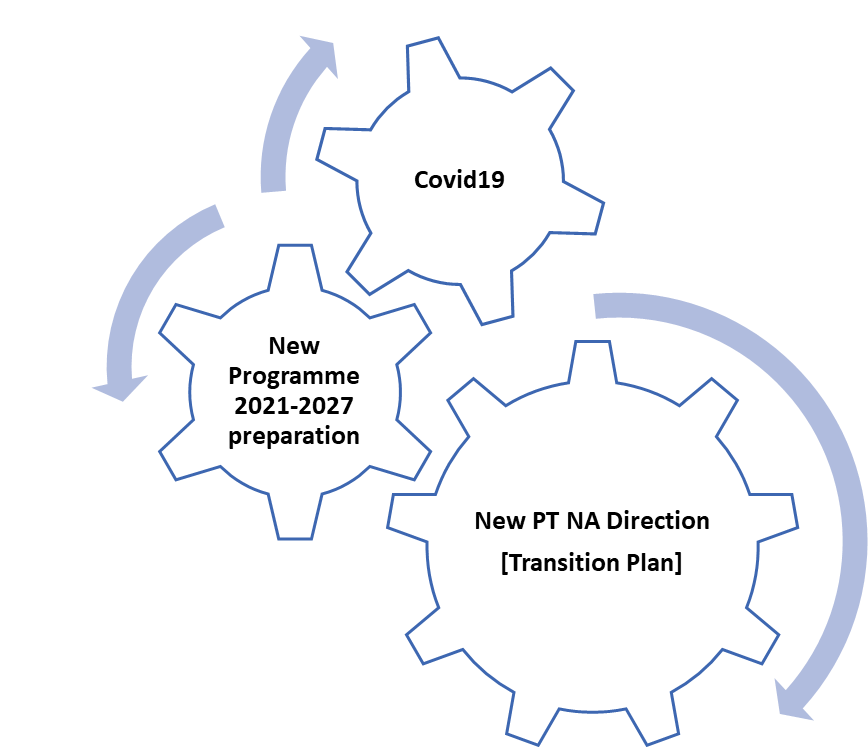 Covid19
New
Programme
2021-2027
preparation
New PT NA Direction
[Transition Plan]